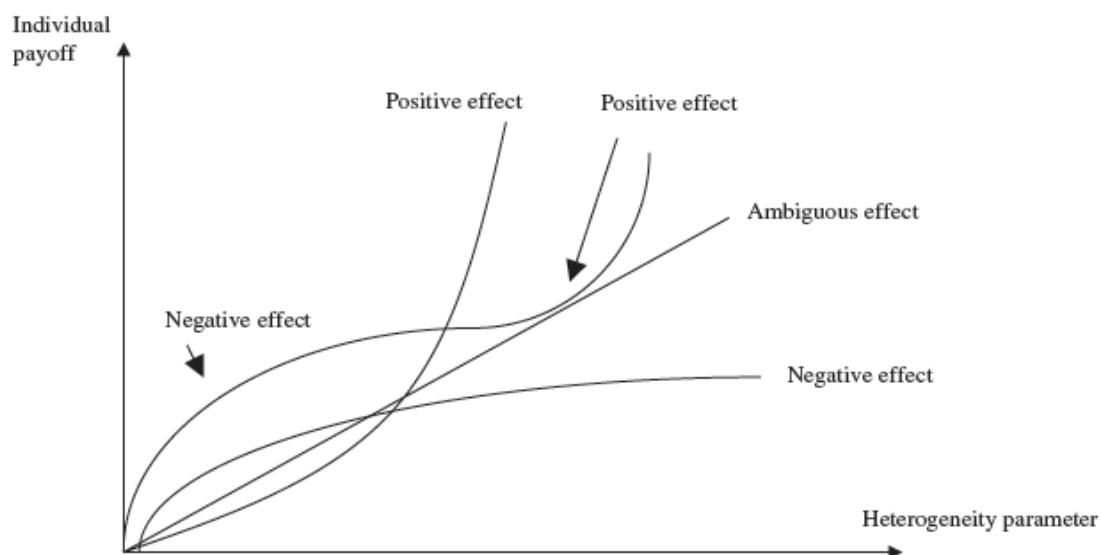 Individual
payoff
Positive effect
Positive effect
Ambiguous effect
Negative effect
Negative effect
Heterogeneity parameter